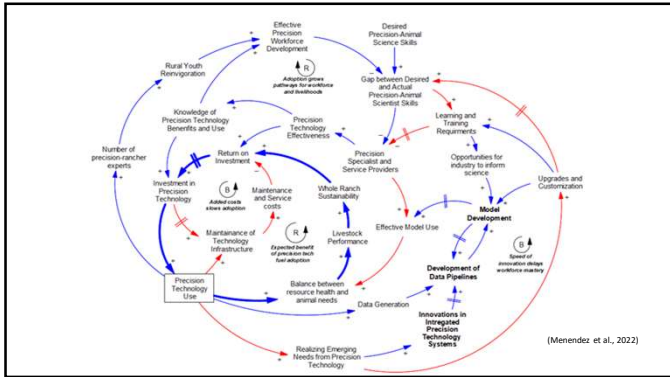 Effective
Precision
Workforce
Development
Desired
Precision-Animal
Science Skills
Rural Youth
Reinvigoration
R
Adoption grows
pathways for workforce
and livelihoods
Gap between Desired
and Actual
Precision-Animal
Scientist Skills
Knowledge of
Precision Technology
Benefits and Use
Precision
Technology
Effectiveness
Learning and
Training
Requirments
Number of
precision-rancher
experts
Return on
Investment
Precision
Specialist and
Service Providers
Opportunities for
industry to inform
science
Upgrades and
Customization
Investment in
Precision
Technology
B
Added costs
slows adoption
Maintenance
and Service
costs
Whole Ranch
Sustainability
Model
Development
Effective Model Use
Maintainance of
Technology
Infrastructure
R
Expected benefit
of precision tech
fuel adoption
Livestock
Performance
B
Speed of
innovation delays
workforce mastery
Precision
Technology
Use
Balance between
resource health and
animal needs
Development of
Data Pipelines
Data Generation
Innovations in
Intregated
Precision
Technology
Systems
Realizing Emerging
Needs from Precision
Technology
(Menendez et al., 2022)